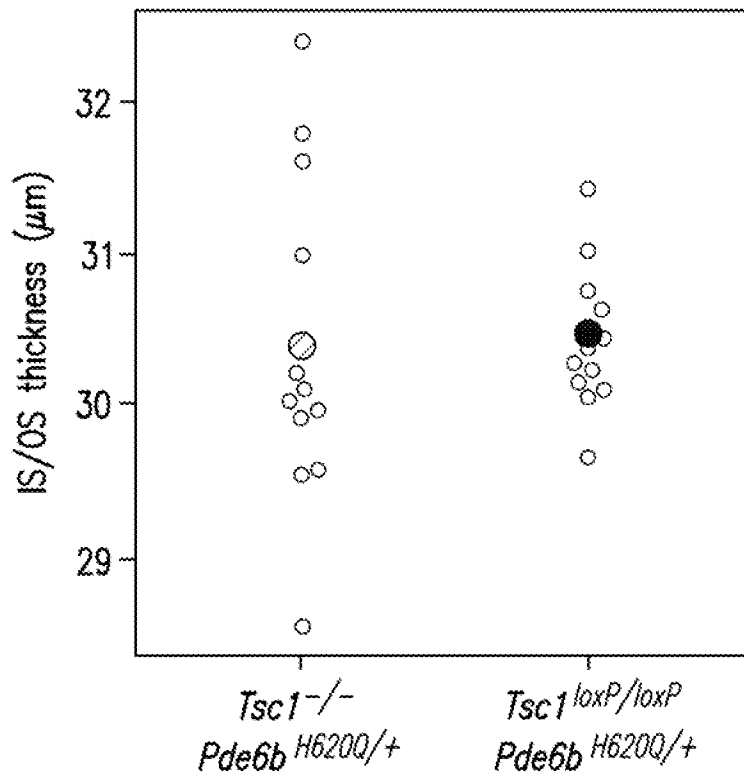 32
31
30
29
IS/OS thickness (μm)
Tsc1 -/-
Pde6b H620Q/+
Tsc1 loxP/loxP
Pde6b H620Q/+